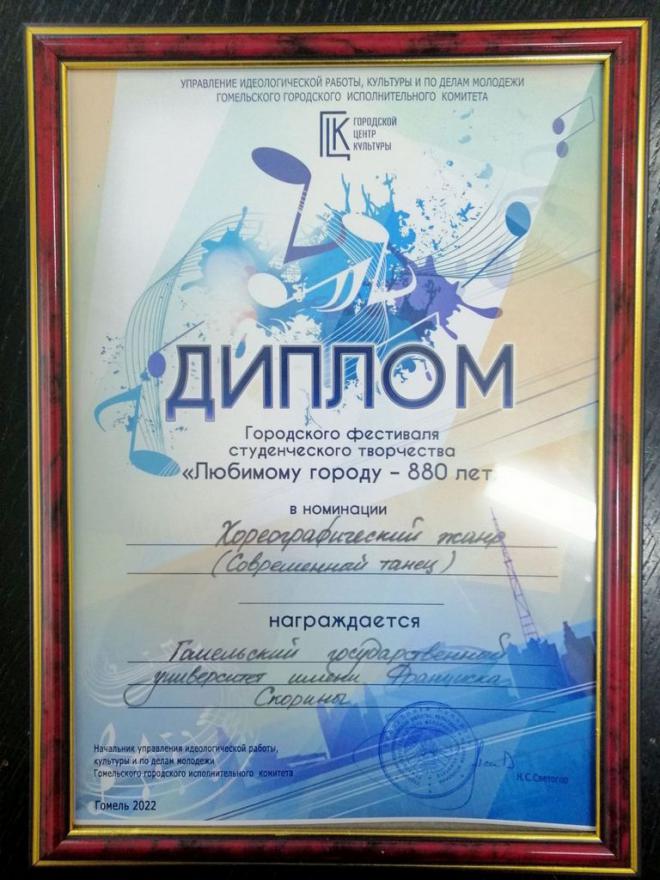 УПРАВЛЕНИЕ ИДЕОЛОГИЧЕСКОЙ РАБОТЫ, КУЛЬТУРЫ И ПО ДЕЛАМ МОЛОДЕЖИ
ГОМЕЛЬСКОГО ГОРОДСКОГО ИСПОЛНИТЕЛЬНОГО КОМИТЕТА
ГЦК
ГОРОДСКОЙ
ЦЕНТР
КУЛЬТУРЫ
ДИПЛОМ
Городского фестиваля
студенческого творчества
«Любимому городу – 880 лет
в номинации
Хореографический жанр
(Современный танец)
награждается
Гомельский государственный
университет имени Франциска
Скорины
Начальник управления идеологической работы,
культуры и по делам молодежи
Гомельского городского исполнительного комитета
Н.С.Светогор
Гомель 2022